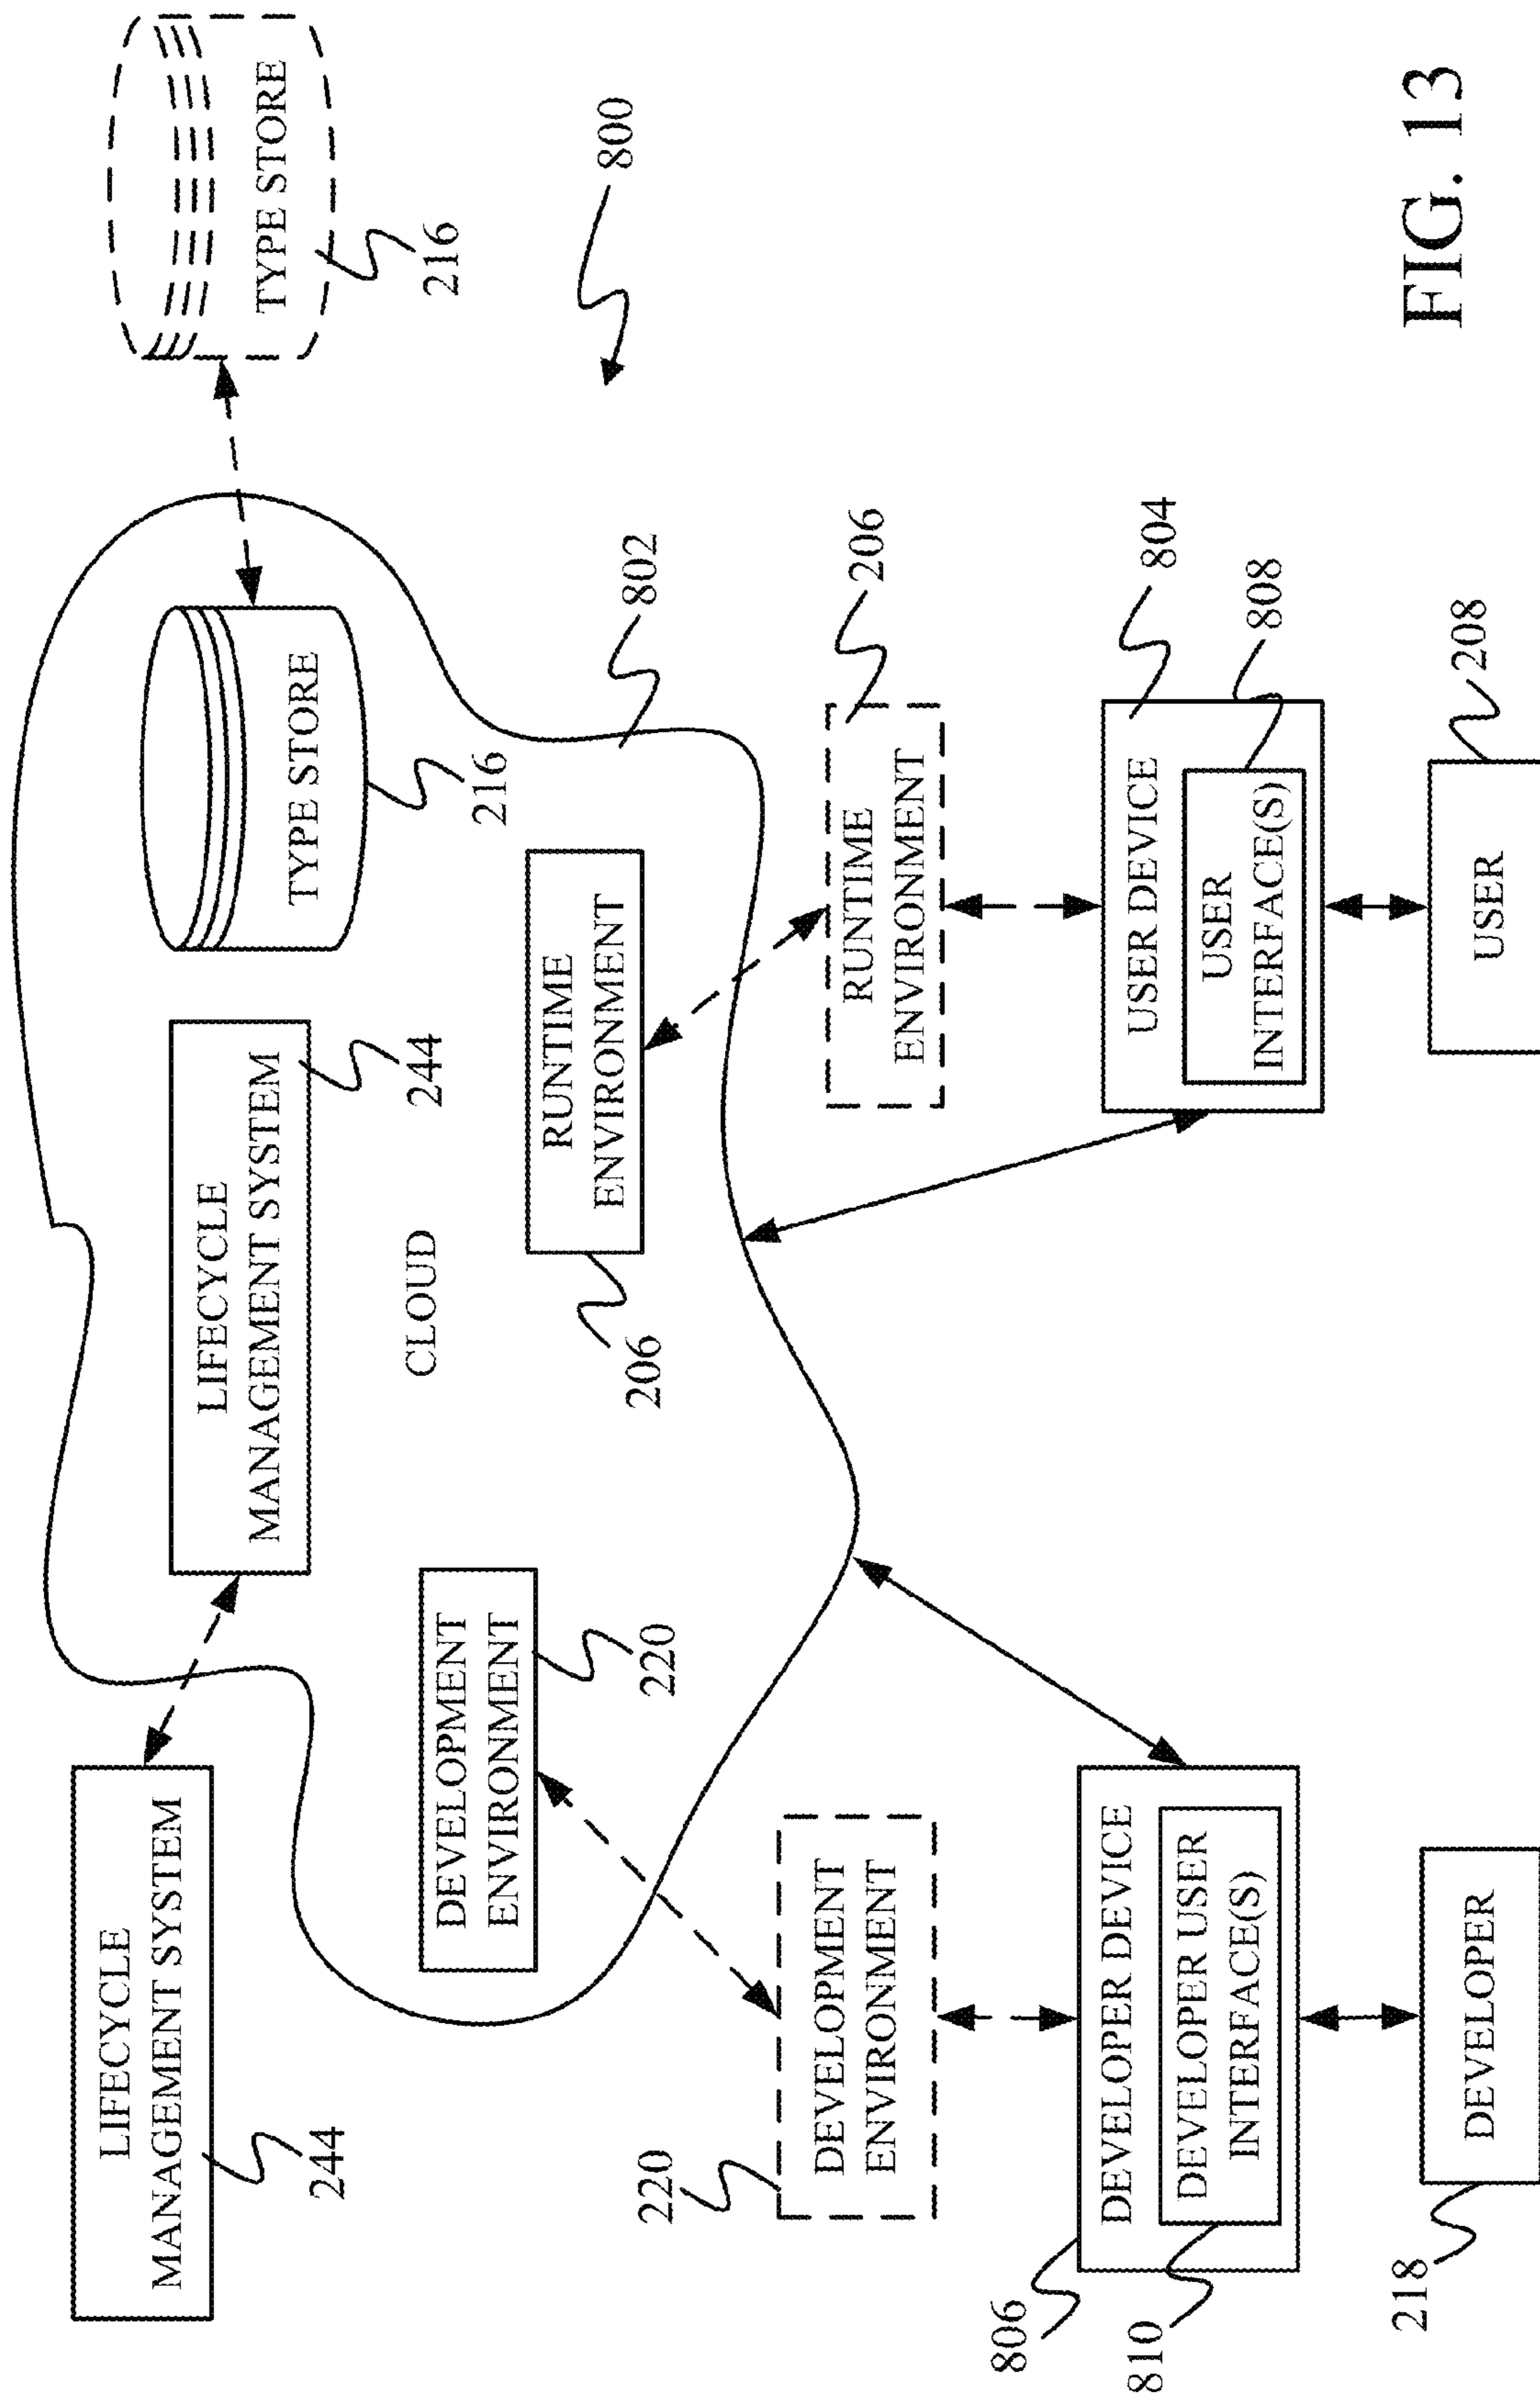 LIFECYCLE
MANAGEMENT SYSTEM
244
LIFECYCLE
MANAGEMENT SYSTEM
244
TYPE STORE
216
TYPE STORE
216
CLOUD
DEVELOPMENT
ENVIRONMENT
220
RUNTIME
ENVIRONMENT
206
802
800
220
DEVELOPMENT
ENVIRONMENT
RUNTIME
ENVIRONMENT
206
806
DEVELOPER DEVICE
DEVELOPER USER
INTERFACE(S)
810
USER DEVICE
804
USER
INTERFACE(S)
808
218
DEVELOPER
USER
208
FIG. 13